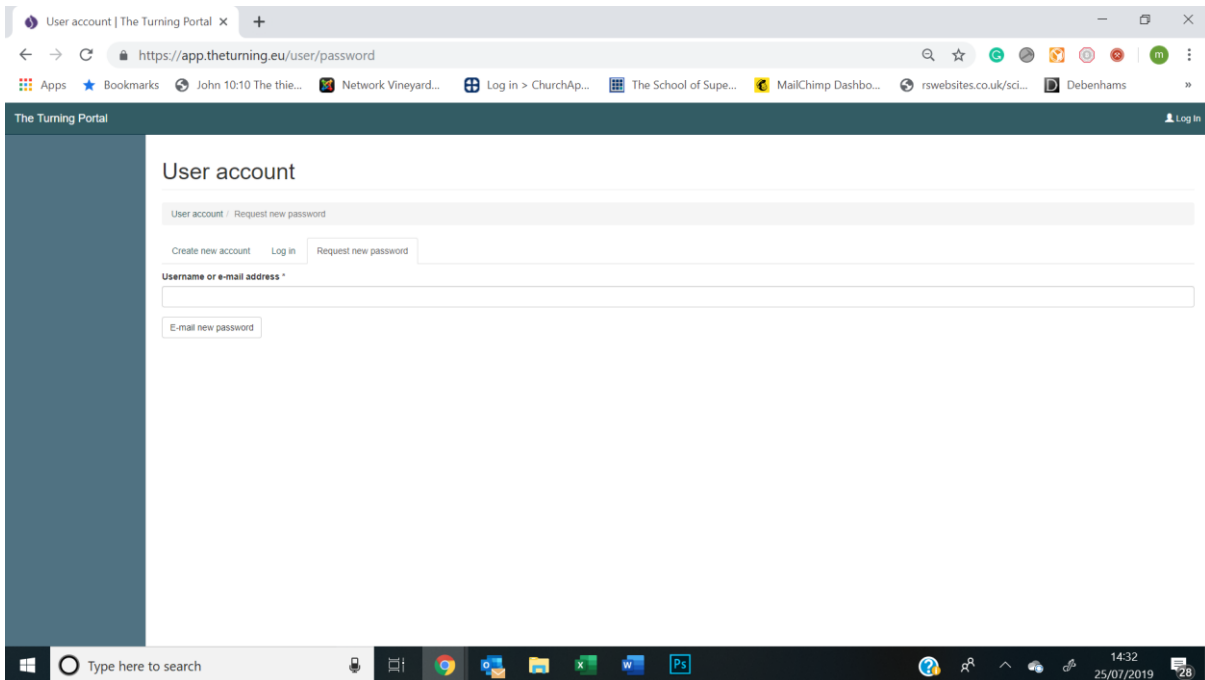 User account | The Turning Portal
https://app.theturning.eu/user/password
m
Apps Bookmarks John 10:10 The thie... Network Vineyard... Log in > ChurchAp... The School of Supe... MailChimp Dashbo... rswebsites.co.uk/sci... D Debenhams »
The Turning Portal Log In
User account
User account / Request new password
Create new account Log in Request new password
Username or e-mail address *
E-mail new password
Type here to search
Ps
14:32
25/07/2019
28